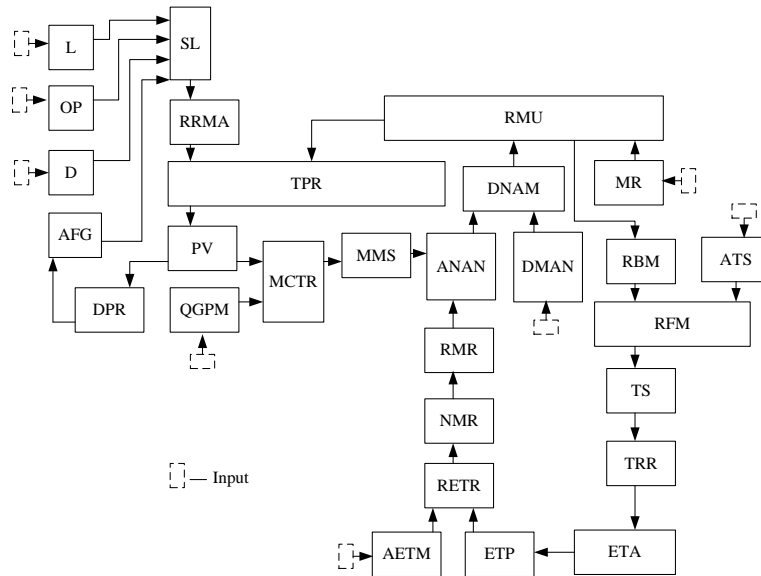 L
SL
OP
RRMA
RMU
D
TPR
DNAM
MR
AFG
PV
MMS
ANAN
DMAN
RBM
ATS
MCTR
DPR
QGPM
RFM
RMR
TS
NMR
TRR
Input
RETR
AETM
ETP
ETA